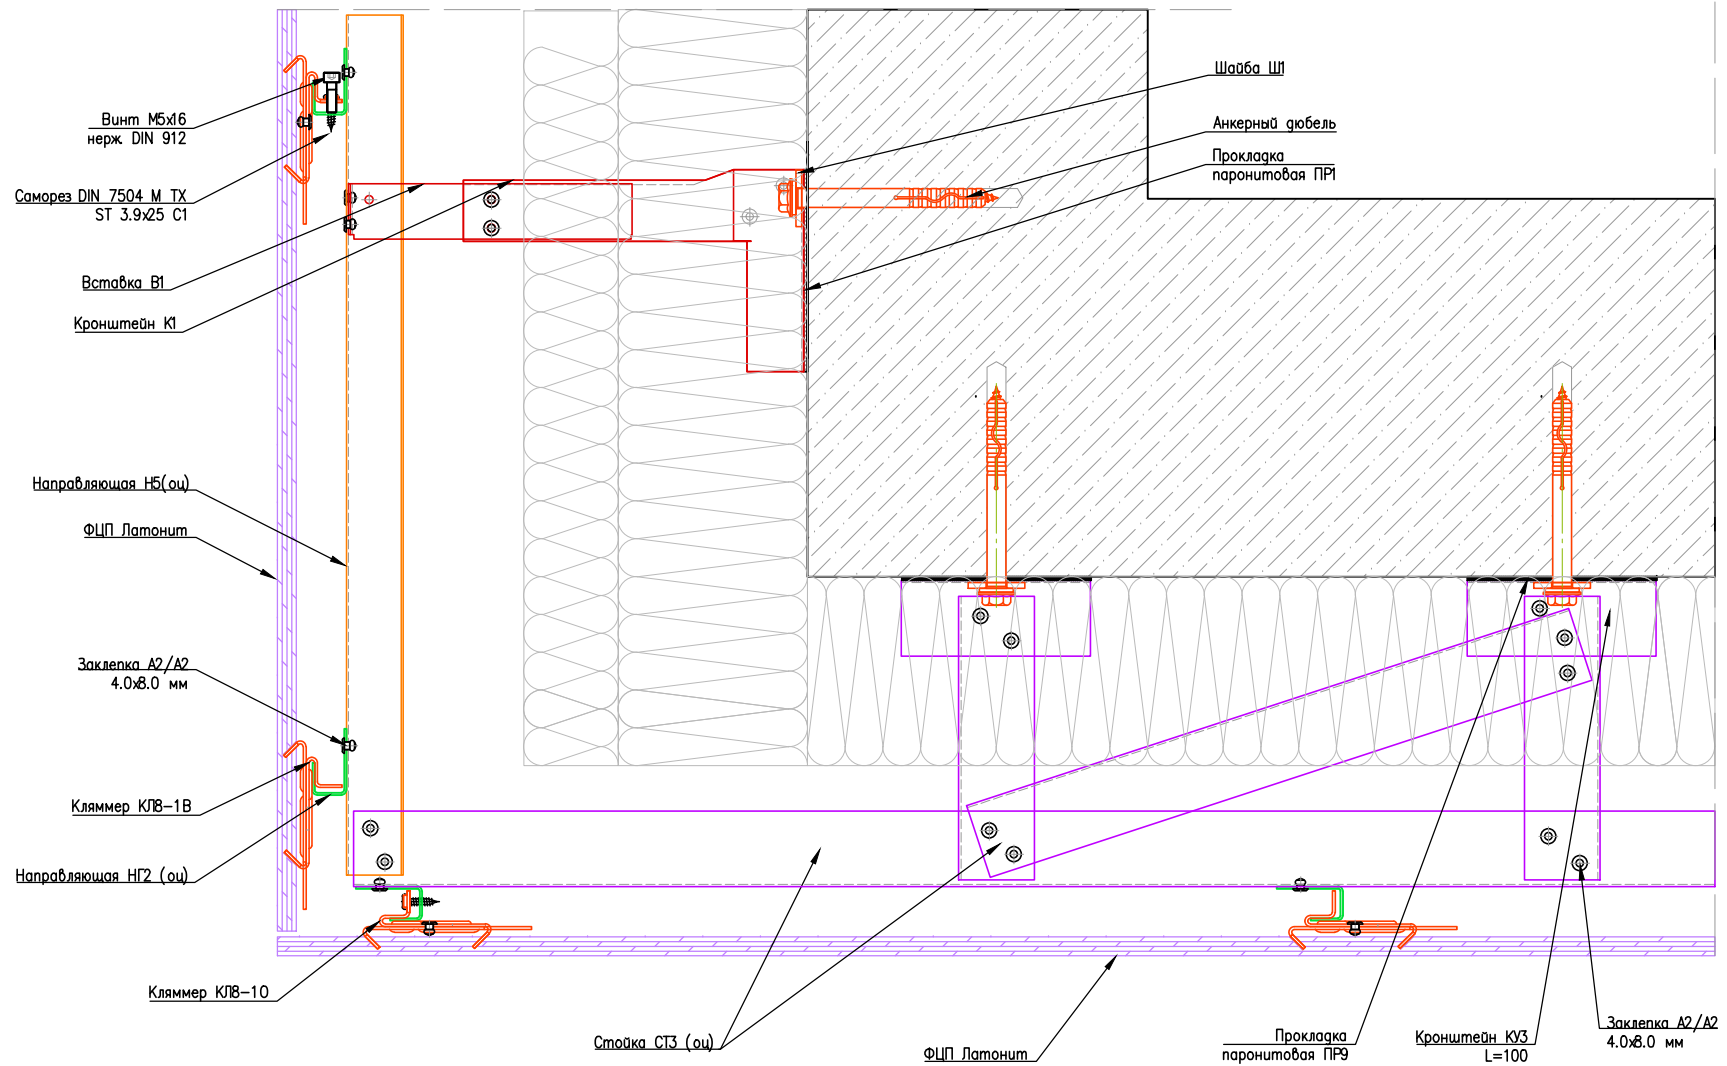 Шайба Ш1
Анкерный дюбель
Прокладка
паронитовая ПР1
Винт М5х16
нерж. DIN 912
Саморез DIN 7504 М ТХ
ST 3.9х25 С1
Вставка В1
Кронштейн К1
Направляющая Н5(оц)
ФЦП Латонит
Заклепка А2/А2
4.0х8.0 мм
Кляммер КЛ8-1В
Направляющая НГ2 (оц)
Кляммер КЛ8-10
Стойка СТ3 (оц)
ФЦП Латонит
Прокладка
паронитовая ПР9
Кронштейн КУ3
L=100
Заклепка А2/А2
4.0х8.0 мм